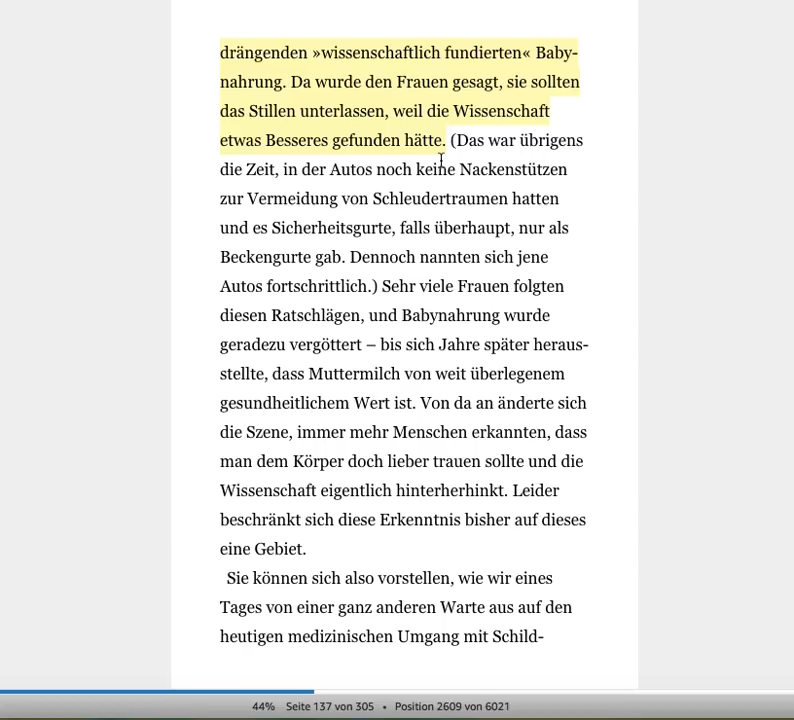 drängenden »wissenschaftlich fundierten« Baby-
nahrung. Da wurde den Frauen gesagt, sie sollten
das Stillen unterlassen, weil die Wissenschaft
etwas Besseres gefunden hätte. (Das war übrigens
die Zeit, in der Autos noch keine Nackenstützen
zur Vermeidung von Schleudertraumen hatten
und es Sicherheitsgurte, falls überhaupt, nur als
Beckengurte gab. Dennoch nannten sich jene
Autos fortschrittlich.) Sehr viele Frauen folgten
diesen Ratschlägen, und Babynahrung wurde
geradezu vergöttert – bis sich Jahre später heraus-
stellte, dass Muttermilch von weit überlegenem
gesundheitlichem Wert ist. Von da an änderte sich
die Szene, immer mehr Menschen erkannten, dass
man dem Körper doch lieber trauen sollte und die
Wissenschaft eigentlich hinterherhinkt. Leider
beschränkt sich diese Erkenntnis bisher auf dieses
eine Gebiet.
Sie können sich also vorstellen, wie wir eines
Tages von einer ganz anderen Warte aus auf den
heutigen medizinischen Umgang mit Schild-
44% Seite 137 von 305 • Position 2609 von 6021